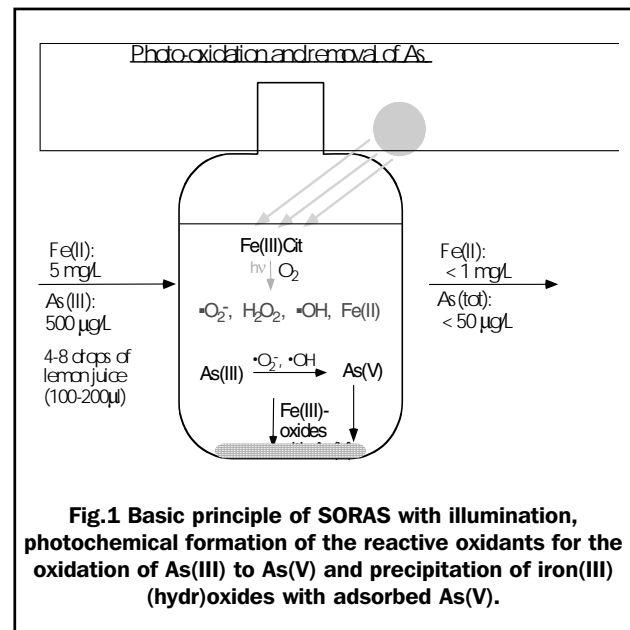 Photo-oxidation and removal of As
Fe(III)Cit
hν O₂
▪O₂⁻, H₂O₂, ▪OH, Fe(II)
As(III) •O₂⁻, •OH As(V)
Fe(III)-
oxides
Fe(II):
5 mg/L
As(III):
500 µg/L
4-8 drops of
lemon juice
(100-200µl)
Fe(II):
< 1 mg/L
As(tot):
< 50 µg/L
Fig.1 Basic principle of SORAS with illumination,
photochemical formation of the reactive oxidants for the
oxidation of As(III) to As(V) and precipitation of iron(III)
(hydr)oxides with adsorbed As(V).